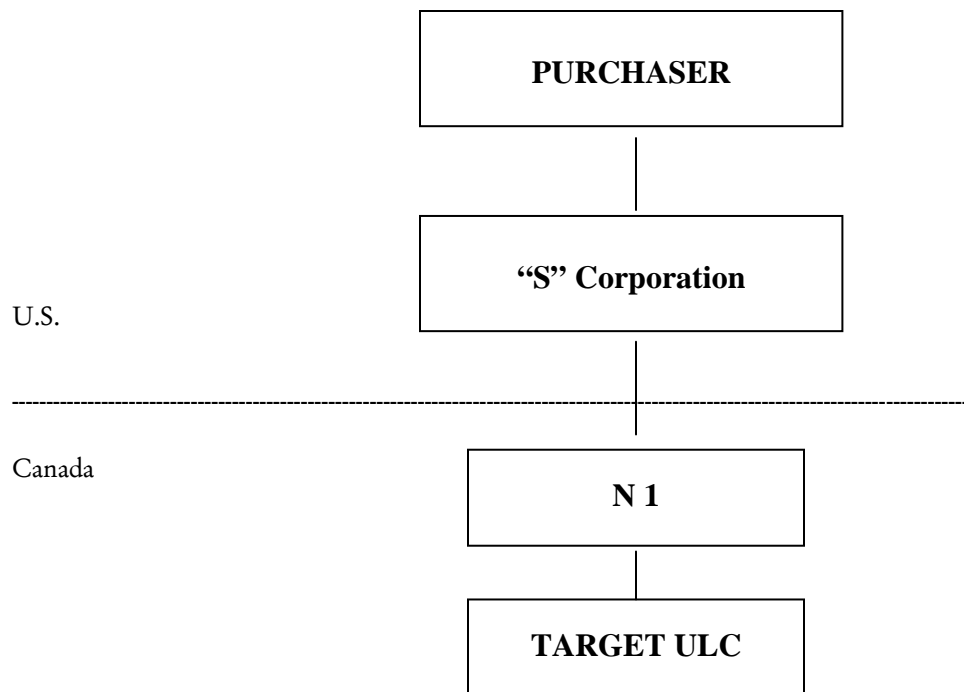 PURCHASER
“S” Corporation
U.S.
Canada
N 1
TARGET ULC